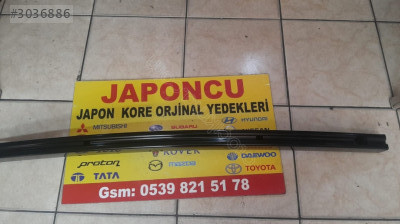 #3036886
JAPONCU
JAPON KORE ORJİNAL YEDEKLERİ
MITSUBISHI SUBARU HYUNDAI
PROTON ROVER DAEWOO
TATA TOYOTA
Gsm: 0539 821 51 78